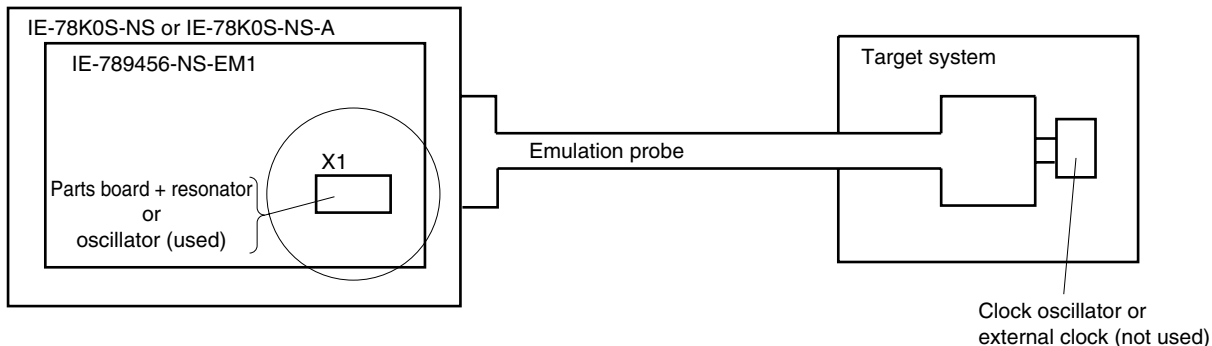 IE-78K0S-NS or IE-78K0S-NS-A
IE-789456-NS-EM1
X1
Parts board + resonator
or
oscillator (used)
Emulation probe
Target system
Clock oscillator or
external clock (not used)